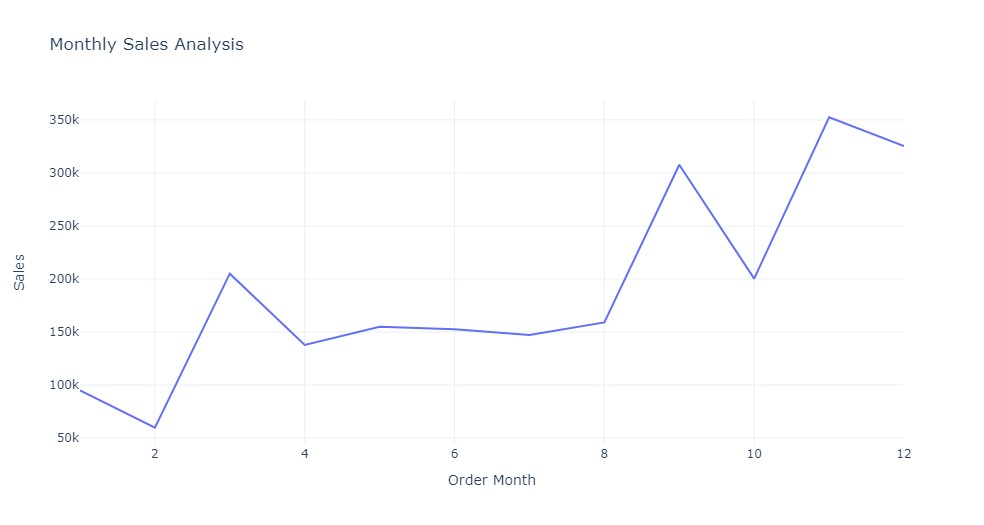 Monthly Sales Analysis
350k
300k
250k
200k
150k
100k
50k
Sales
2 4 6 8 10 12
Order Month